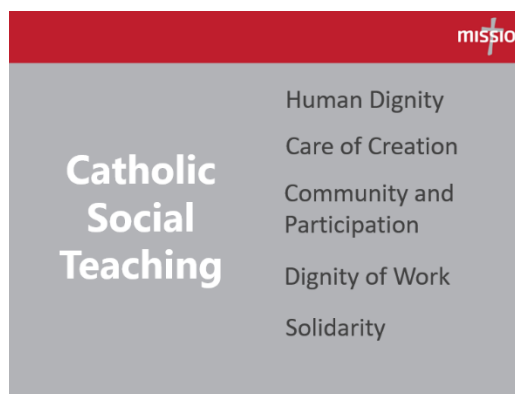 missio
Catholic
Social
Teaching
Human Dignity
Care of Creation
Community and
Participation
Dignity of Work
Solidarity